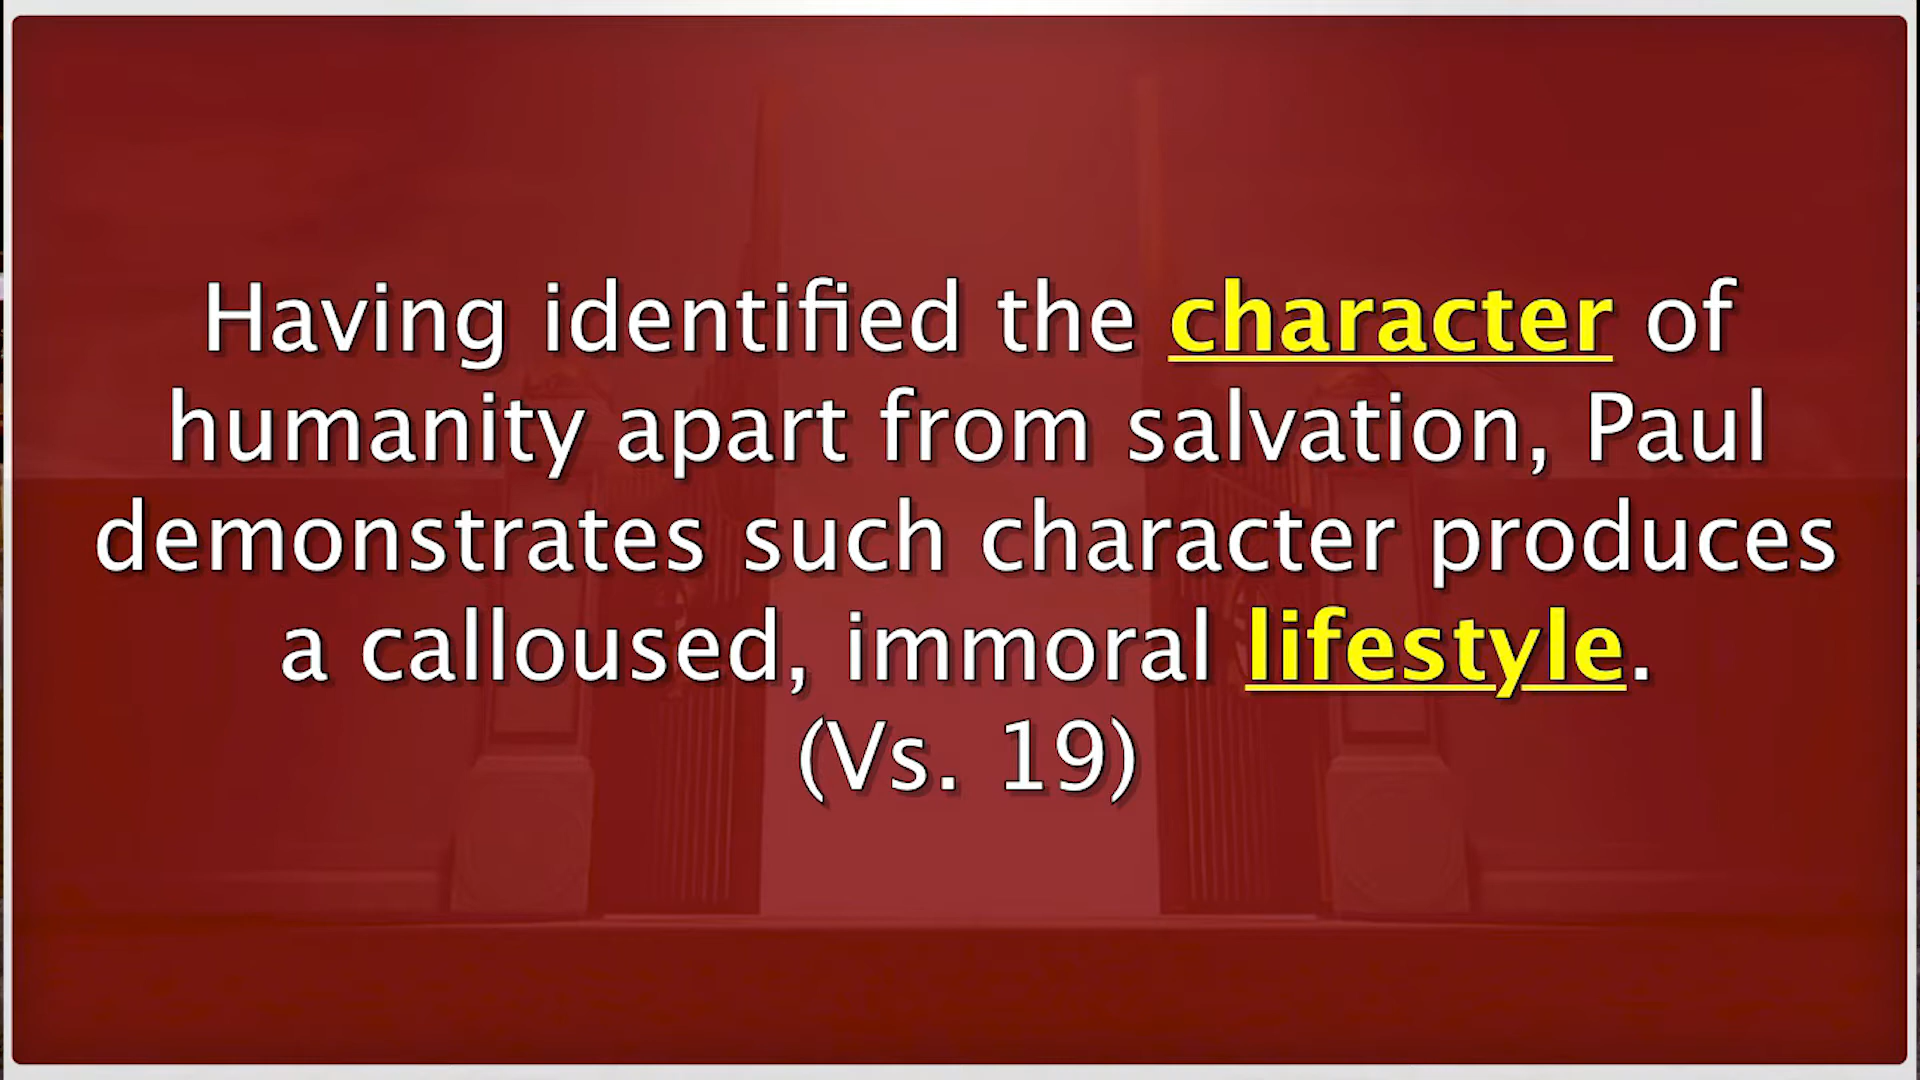 Having identified the character of
humanity apart from salvation, Paul
demonstrates such character produces
a calloused, immoral lifestyle.
(Vs. 19)